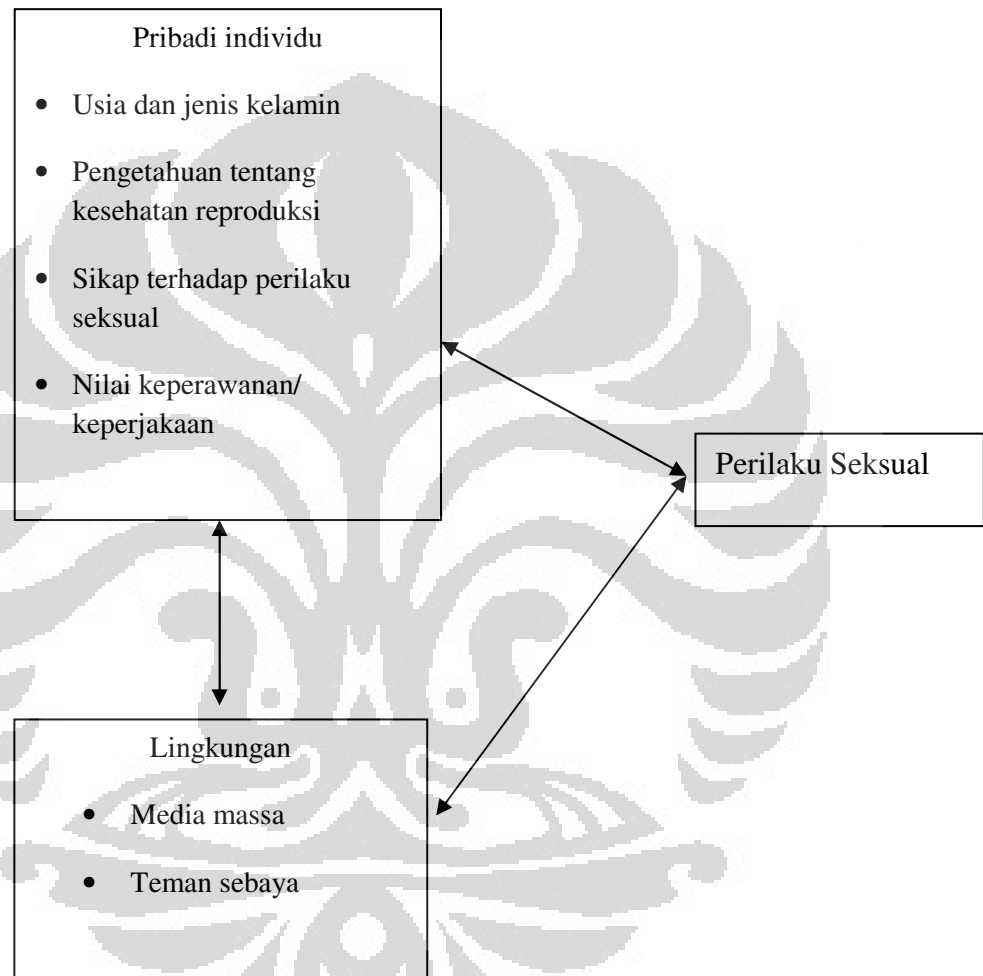 Pribadi individu
• Usia dan jenis kelamin
• Pengetahuan tentang
kesehatan reproduksi
• Sikap terhadap perilaku
seksual
• Nilai keperawanan/
keperjakaan
Perilaku Seksual
Lingkungan
• Media massa
• Teman sebaya